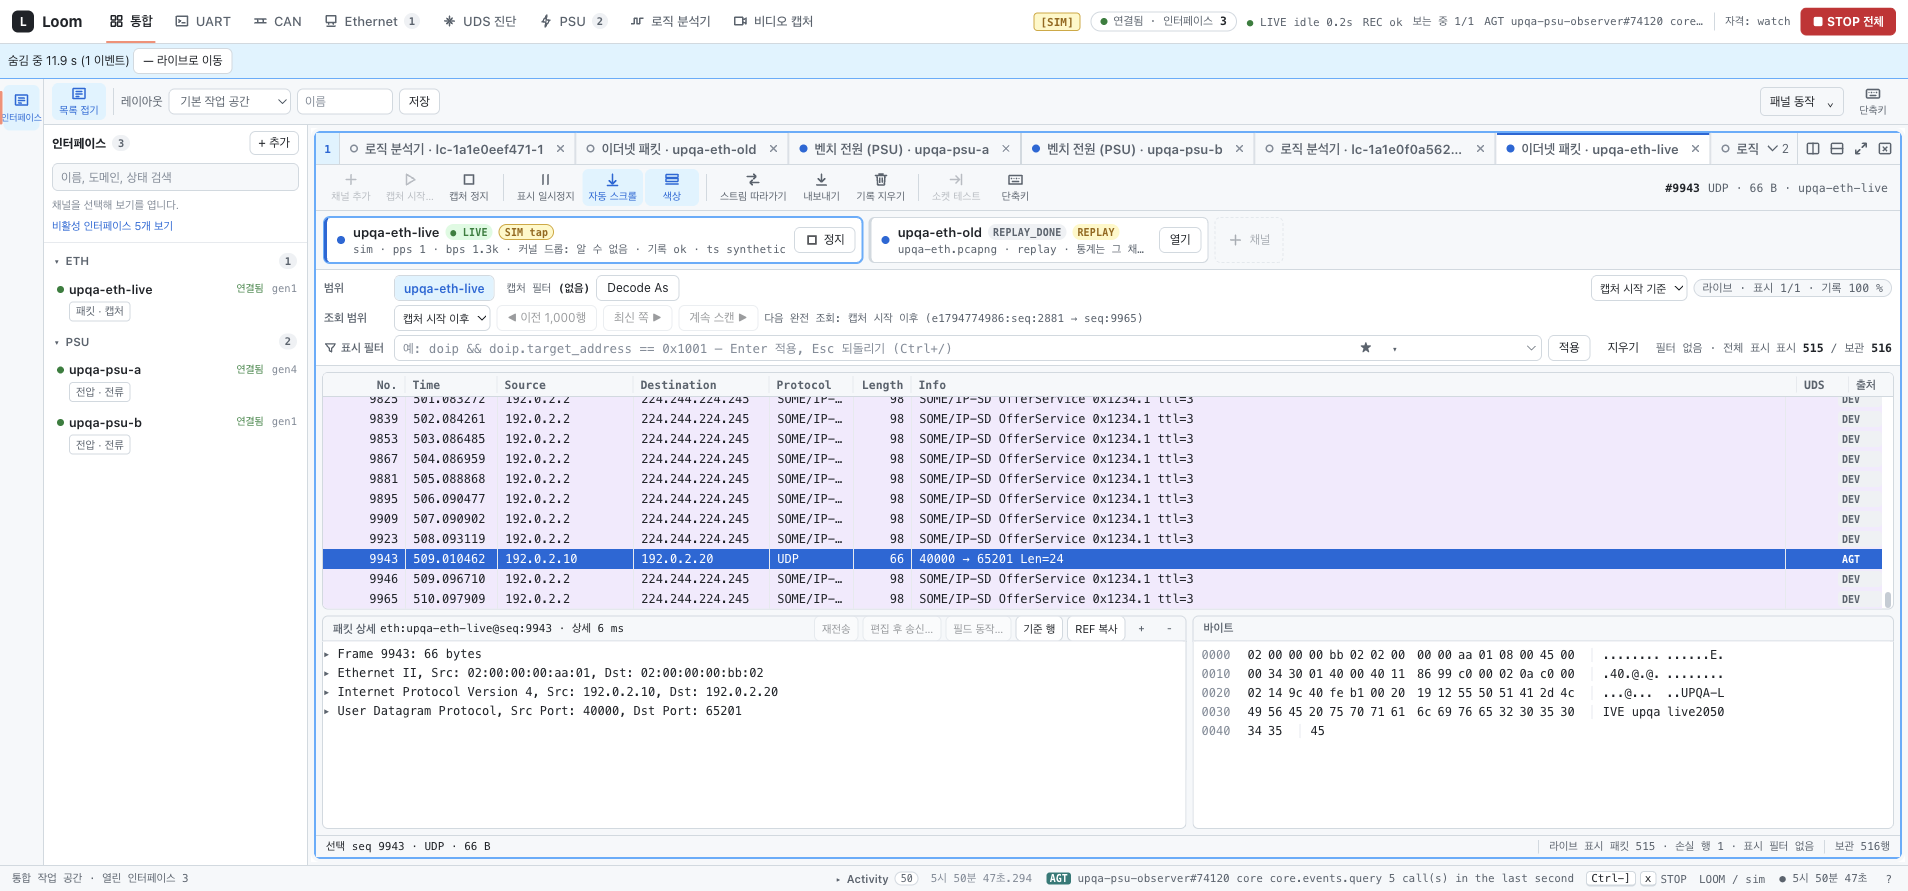 L Loom 통합 UART CAN Ethernet 1 UDS 진단 PSU 2 로직 분석기 비디오 캡처 [SIM] 연결됨 · 인터페이스 3 LIVE idle 0.2s REC ok 보는 중 1/1 AGT upqa-psu-observer#74120 core… 자격: watch STOP 전체
숨김 중 11.9 s (1 이벤트) — 라이브로 이동
인터페이스 목록 접기 레이아웃 기본 작업 공간 이름 저장 패널 동작 단축키
인터페이스 3 + 추가
이름, 도메인, 상태 검색
채널을 선택해 보기를 엽니다.
비활성 인터페이스 5개 보기
ETH 1
upqa-eth-live 연결됨 gen1
패킷 · 캡처
PSU 2
upqa-psu-a 연결됨 gen4
전압 · 전류
upqa-psu-b 연결됨 gen1
전압 · 전류
1 로직 분석기 · lc-1a1e0eef471-1 × 이더넷 패킷 · upqa-eth-old × 벤치 전원 (PSU) · upqa-psu-a × 벤치 전원 (PSU) · upqa-psu-b × 로직 분석기 · lc-1a1e0f0a562... × 이더넷 패킷 · upqa-eth-live × 로직 2
채널 추가 캡처 시작... 캡처 정지 표시 일시정지 자동 스크롤 색상 스트림 따라가기 내보내기 기록 지우기 소켓 테스트 단축키 #9943 UDP · 66 B · upqa-eth-live
upqa-eth-live LIVE SIM tap
sim · pps 1 · bps 1.3k · 커널 드롭: 알 수 없음 · 기록 ok · ts synthetic 정지
upqa-eth-old REPLAY_DONE REPLAY
upqa-eth.pcapng · replay · 통계는 그 채… 열기
+ 채널
범위 upqa-eth-live 캡처 필터 (없음) Decode As 캡처 시작 기준 라이브 · 표시 1/1 · 기록 100 %
조회 범위 캡처 시작 이후 ◀ 이전 1,000행 최신 쪽 ▶ 계속 스캔 ▶ 다음 완전 조회: 캡처 시작 이후 (e1794774986:seq:2881 → seq:9965)
표시 필터 예: doip && doip.target_address == 0x1001 — Enter 적용, Esc 되돌리기 (Ctrl+/) ★ 적용 지우기 필터 없음 · 전체 표시 표시 515 / 보관 516
No. Time Source Destination Protocol Length Info UDS 출처
9825 501.083272 192.0.2.2 224.244.224.245 SOME/IP-… 98 SOME/IP-SD OfferService 0x1234.1 ttl=3 DEV
9839 502.084261 192.0.2.2 224.244.224.245 SOME/IP-… 98 SOME/IP-SD OfferService 0x1234.1 ttl=3 DEV
9853 503.086485 192.0.2.2 224.244.224.245 SOME/IP-… 98 SOME/IP-SD OfferService 0x1234.1 ttl=3 DEV
9867 504.086959 192.0.2.2 224.244.224.245 SOME/IP-… 98 SOME/IP-SD OfferService 0x1234.1 ttl=3 DEV
9881 505.088868 192.0.2.2 224.244.224.245 SOME/IP-… 98 SOME/IP-SD OfferService 0x1234.1 ttl=3 DEV
9895 506.090477 192.0.2.2 224.244.224.245 SOME/IP-… 98 SOME/IP-SD OfferService 0x1234.1 ttl=3 DEV
9909 507.090902 192.0.2.2 224.244.224.245 SOME/IP-… 98 SOME/IP-SD OfferService 0x1234.1 ttl=3 DEV
9923 508.093119 192.0.2.2 224.244.224.245 SOME/IP-… 98 SOME/IP-SD OfferService 0x1234.1 ttl=3 DEV
9943 509.010462 192.0.2.10 192.0.2.20 UDP 66 40000 → 65201 Len=24 AGT
9946 509.096710 192.0.2.2 224.244.224.245 SOME/IP-… 98 SOME/IP-SD OfferService 0x1234.1 ttl=3 DEV
9965 510.097909 192.0.2.2 224.244.224.245 SOME/IP-… 98 SOME/IP-SD OfferService 0x1234.1 ttl=3 DEV
패킷 상세 eth:upqa-eth-live@seq:9943 · 상세 6 ms 재전송 편집 후 송신… 필드 동작… 기준 행 REF 복사 + -
Frame 9943: 66 bytes
Ethernet II, Src: 02:00:00:00:aa:01, Dst: 02:00:00:00:bb:02
Internet Protocol Version 4, Src: 192.0.2.10, Dst: 192.0.2.20
User Datagram Protocol, Src Port: 40000, Dst Port: 65201
바이트
0000 02 00 00 00 bb 02 02 00 00 00 aa 01 08 00 45 00 ........ ......E.
0010 00 34 30 01 40 00 40 11 86 99 c0 00 02 0a c0 00 .40.@.@. ........
0020 02 14 9c 40 fe b1 00 20 19 12 55 50 51 41 2d 4c ...@... ..UPQA-L
0030 49 56 45 20 75 70 71 61 6c 69 76 65 32 30 35 30 IVE upqa live2050
0040 34 35 45
선택 seq 9943 · UDP · 66 B 라이브 표시 패킷 515 · 손실 행 1 · 표시 필터 없음 보관 516행
통합 작업 공간 · 열린 인터페이스 3 Activity 50 5시 50분 47초.294 AGT upqa-psu-observer#74120 core core.events.query 5 call(s) in the last second Ctrl-] x STOP LOOM / sim 5시 50분 47초 ?